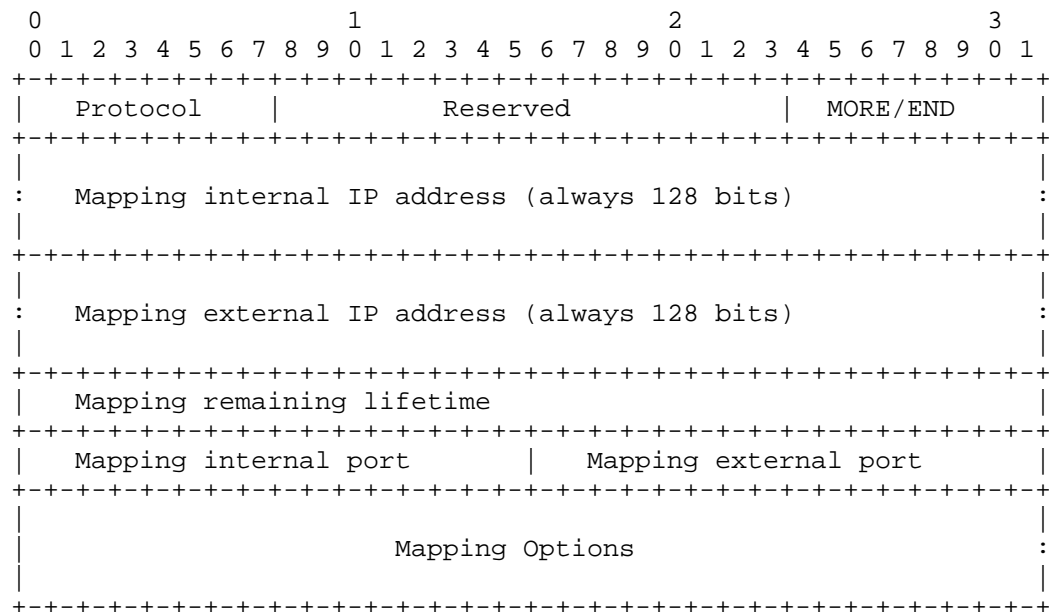 0                   1                   2                   3
 0 1 2 3 4 5 6 7 8 9 0 1 2 3 4 5 6 7 8 9 0 1 2 3 4 5 6 7 8 9 0 1
+-+-+-+-+-+-+-+-+-+-+-+-+-+-+-+-+-+-+-+-+-+-+-+-+-+-+-+-+-+-+-+-+
|   Protocol    |          Reserved             |  MORE/END     |
+-+-+-+-+-+-+-+-+-+-+-+-+-+-+-+-+-+-+-+-+-+-+-+-+-+-+-+-+-+-+-+-+
|                                                               |
:   Mapping internal IP address (always 128 bits)               :
|                                                               |
+-+-+-+-+-+-+-+-+-+-+-+-+-+-+-+-+-+-+-+-+-+-+-+-+-+-+-+-+-+-+-+-+
|                                                               |
:   Mapping external IP address (always 128 bits)               :
|                                                               |
+-+-+-+-+-+-+-+-+-+-+-+-+-+-+-+-+-+-+-+-+-+-+-+-+-+-+-+-+-+-+-+-+
|   Mapping remaining lifetime                                  |
+-+-+-+-+-+-+-+-+-+-+-+-+-+-+-+-+-+-+-+-+-+-+-+-+-+-+-+-+-+-+-+-+
|   Mapping internal port       |   Mapping external port       |
+-+-+-+-+-+-+-+-+-+-+-+-+-+-+-+-+-+-+-+-+-+-+-+-+-+-+-+-+-+-+-+-+
|                                                               |
|                       Mapping Options                         :
|                                                               |
+-+-+-+-+-+-+-+-+-+-+-+-+-+-+-+-+-+-+-+-+-+-+-+-+-+-+-+-+-+-+-+-+